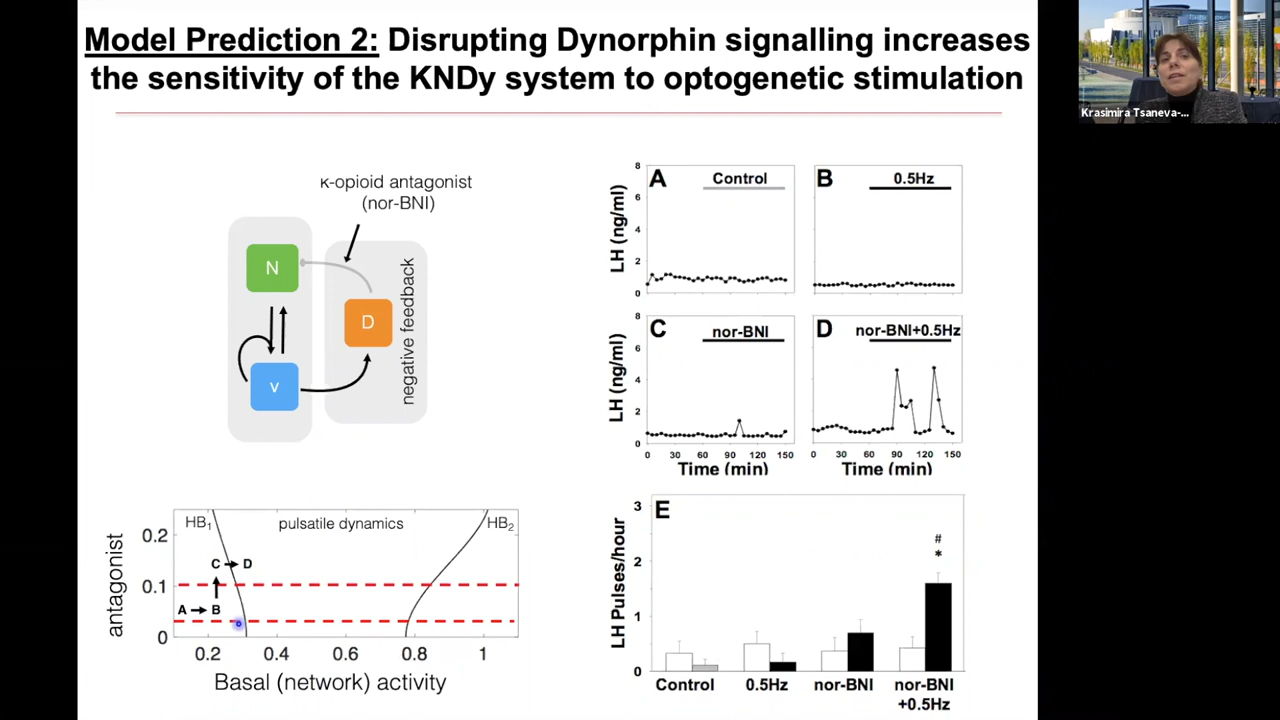 Model Prediction 2: Disrupting Dynorphin signalling increases
the sensitivity of the KNDy system to optogenetic stimulation
Krasimira Tsaneva-...
κ-opioid antagonist
(nor-BNI)
N
D
v
negative feedback
A
Control
LH (ng/ml)
8
6
4
2
0
B
0.5Hz
C
nor-BNI
LH (ng/ml)
8
6
4
2
0
0 30 60 90 120 150
Time (min)
D
nor-BNI+0.5Hz
0 30 60 90 120 150
Time (min)
HB1
pulsatile dynamics
HB2
antagonist
0.2
0.1
0
C
D
A
B
0.2 0.4 0.6 0.8 1
Basal (network) activity
E
LH Pulses/hour
3
2
1
0
#
*
Control 0.5Hz nor-BNI nor-BNI
+0.5Hz